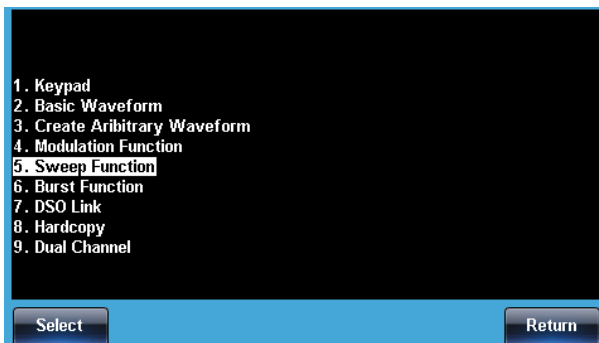 1. Keypad
2. Basic Waveform
3. Create Aribitrary Waveform
4. Modulation Function
5. Sweep Function
6. Burst Function
7. DSO Link
8. Hardcopy
9. Dual Channel
Select
Return